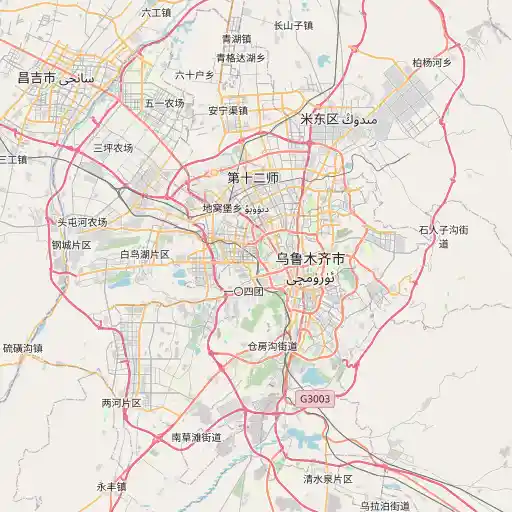 六工镇
长山子镇
青湖镇
青格达湖乡
柏杨河乡
昌吉市 سانجى
六十户乡
五一农场
安宁渠镇
米东区 مىدوڭ
三坪农场
三工镇
第十二师
地窝堡乡 دىۋوپۇ
头屯河农场
石人子沟街
道
钢城片区
白鸟湖片区
乌鲁木齐市
ئۈرۈمچى
一〇四团
仓房沟街道
硫磺沟镇
G3003
两河片区
南草滩街道
永丰镇
清水泉片区
乌拉泊街道